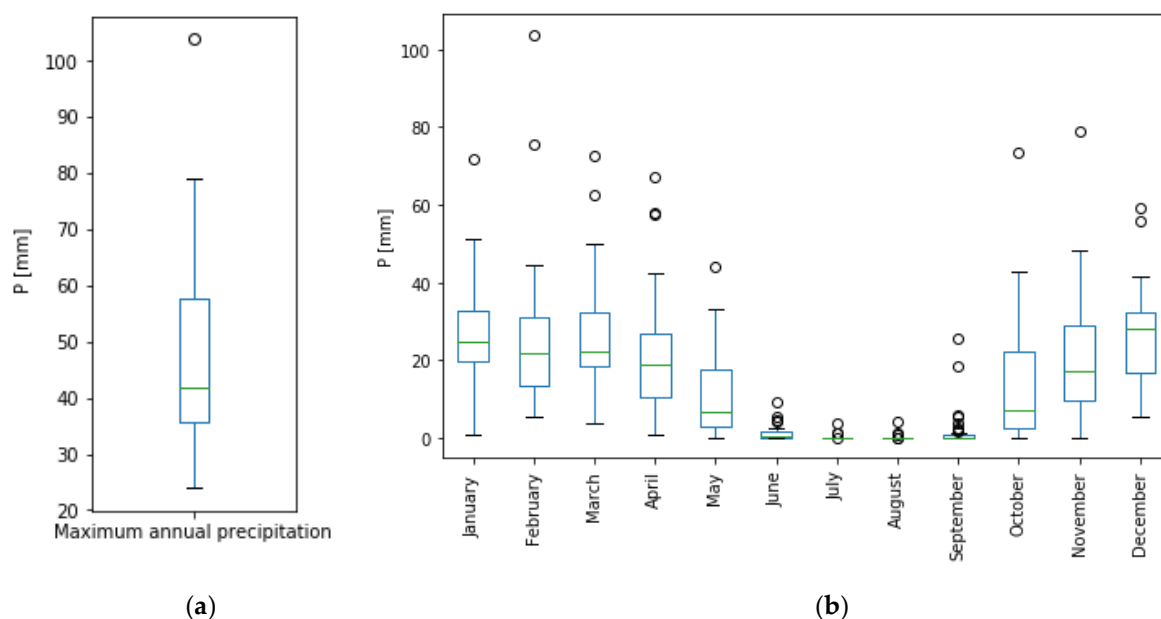 P [mm]
100
90
80
70
60
50
40
30
20
Maximum annual precipitation
(a)
P [mm]
100
80
60
40
20
0
January
February
March
April
May
June
July
August
September
October
November
December
(b)